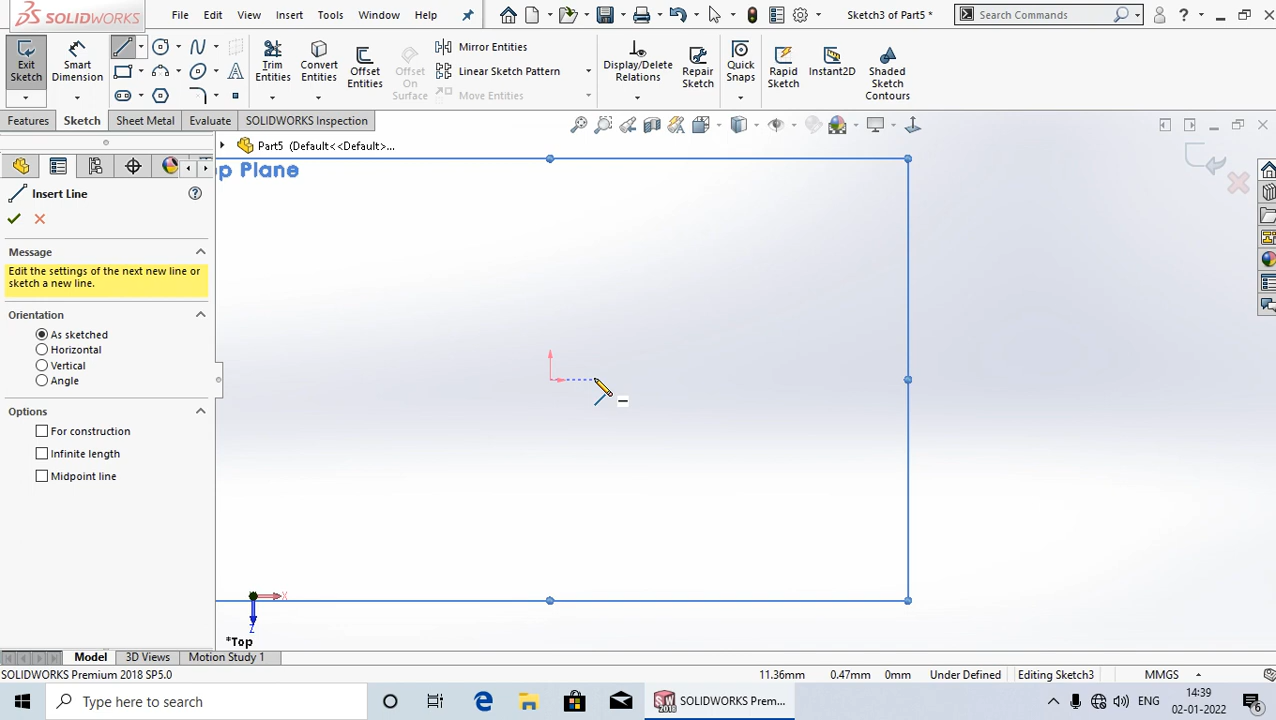 SOLIDWORKS
File
Edit
View
Insert
Tools
Window
Help
Sketch3 of Part5 *
Search Commands
?
Exit
Sketch
Smart
Dimension
Trim
Entities
Convert
Entities
Offset
Entities
Offset
On
Surface
Mirror Entities
Linear Sketch Pattern
Move Entities
Display/Delete
Relations
Repair
Sketch
Quick
Snaps
Rapid
Sketch
Instant2D
Shaded
Sketch
Contours
Features
Sketch
Sheet Metal
Evaluate
SOLIDWORKS Inspection
Part5 (Default<<Default>...
op Plane
Insert Line
Message
Edit the settings of the next new line or
sketch a new line.
Orientation
As sketched
Horizontal
Vertical
Angle
Options
For construction
Infinite length
Midpoint line
X
Z
*Top
Model
3D Views
Motion Study 1
SOLIDWORKS Premium 2018 SP5.0
11.36mm
0.47mm
0mm
Under Defined
Editing Sketch3
MMGS
Type here to search
SOLIDWORKS Prem...
ENG
14:39
02-01-2022
6